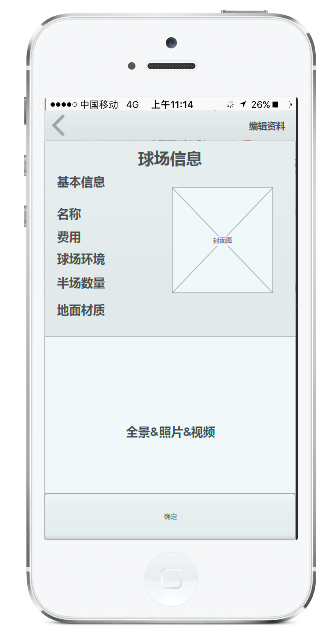 中国移动 4G 上午11:14 26%
编辑资料
球场信息
基本信息
名称
费用
球场环境
半场数量
地面材质
封面图
全景&照片&视频
确定